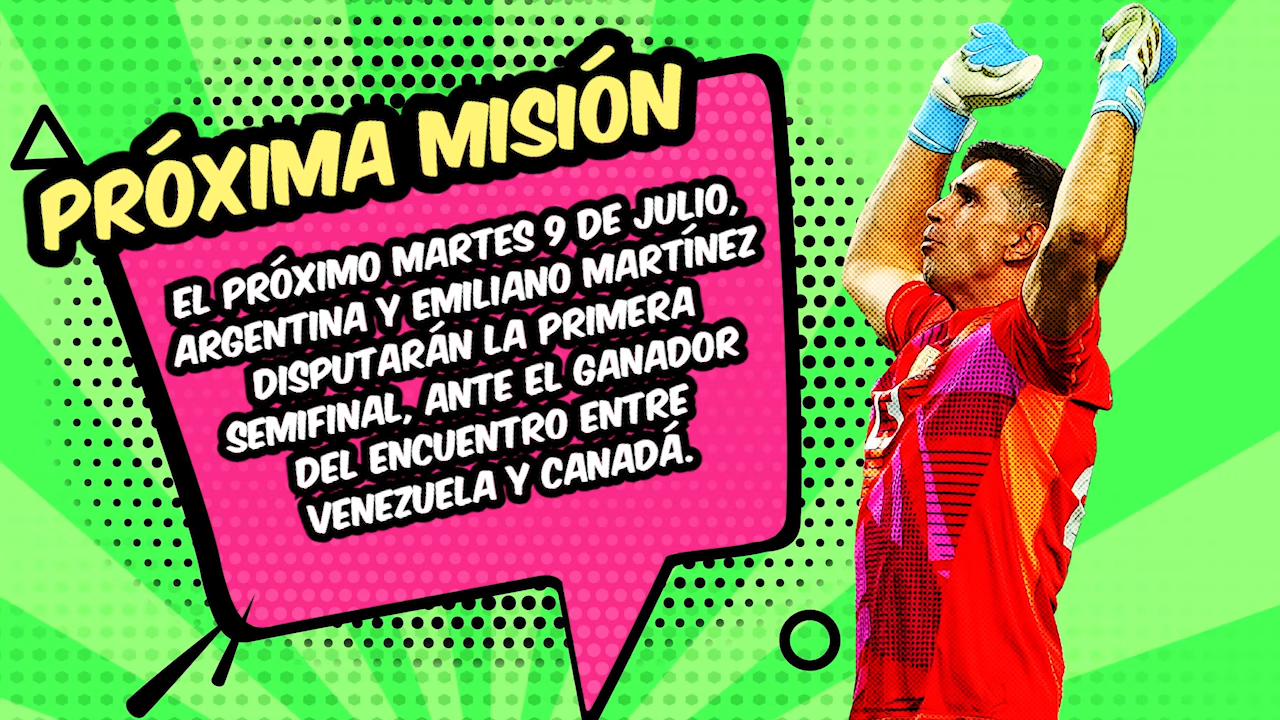 PRÓXIMA MISIÓN
EL PRÓXIMO MARTES 9 DE JULIO,
ARGENTINA Y EMILIANO MARTÍNEZ
DISPUTARÁN LA PRIMERA
SEMIFINAL, ANTE EL GANADOR
DEL ENCUENTRO ENTRE
VENEZUELA Y CANADÁ.